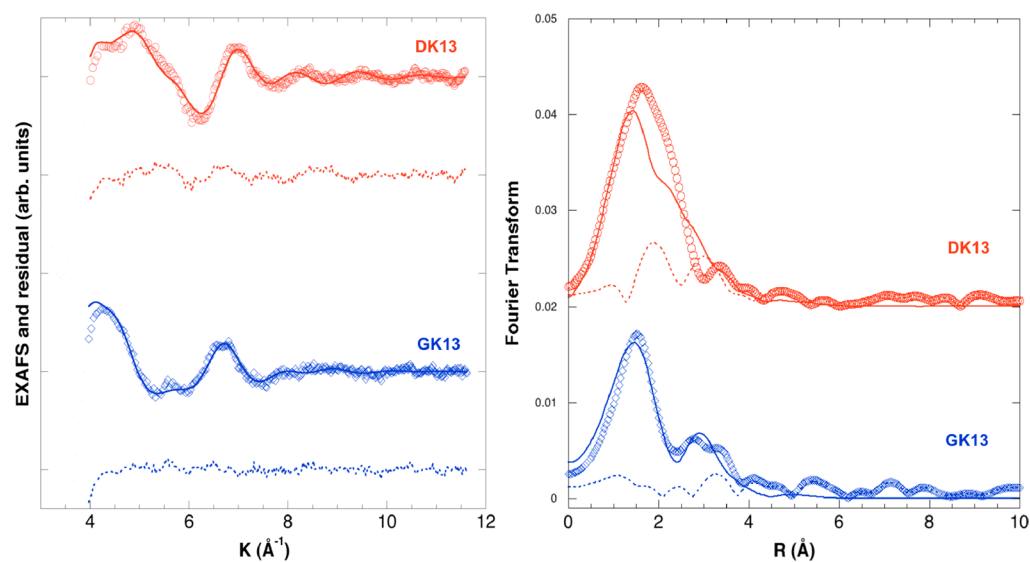 EXAFS and residual (arb. units)
DK13
GK13
4
6
8
10
12
K (Å-1)
Fourier Transform
0.05
0.04
0.03
0.02
0.01
0
DK13
GK13
0
2
4
6
8
10
R (Å)